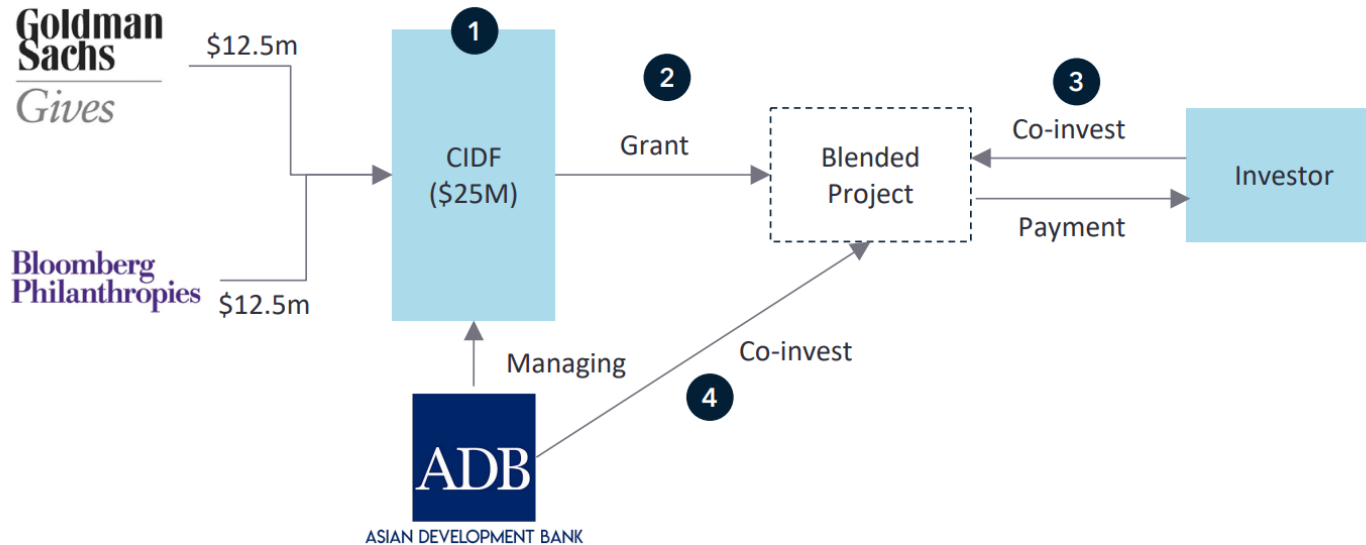 Goldman
Sachs
Gives
$12.5m
Bloomberg
Philanthropies
$12.5m
1
CIDF
($25M)
2
Grant
Blended
Project
3
Co-invest
Payment
Investor
Managing
Co-invest
4
ADB
ASIAN DEVELOPMENT BANK